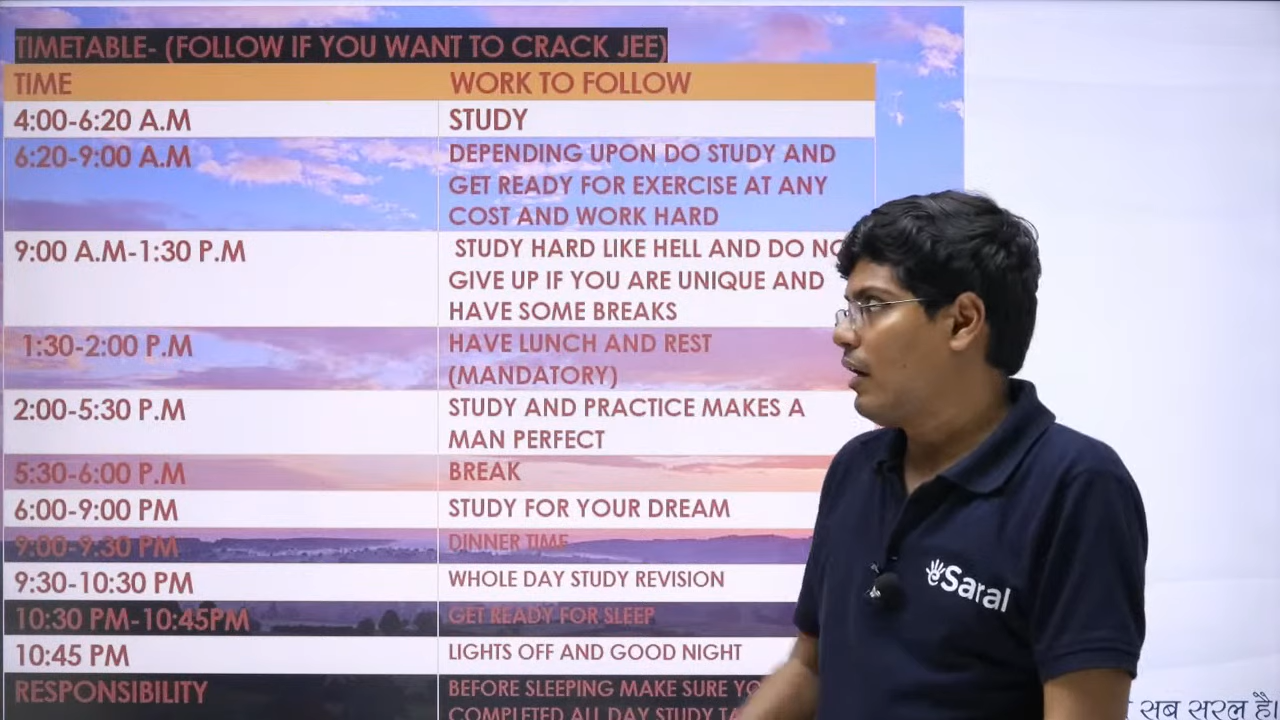 TIMETABLE- (FOLLOW IF YOU WANT TO CRACK JEE)
TIME WORK TO FOLLOW
4:00-6:20 A.M STUDY
6:20-9:00 A.M DEPENDING UPON DO STUDY AND
GET READY FOR EXERCISE AT ANY
COST AND WORK HARD
9:00 A.M-1:30 P.M STUDY HARD LIKE HELL AND DO
GIVE UP IF YOU ARE UNIQUE AND
HAVE SOME BREAKS
1:30-2:00 P.M HAVE LUNCH AND REST
(MANDATORY)
2:00-5:30 P.M STUDY AND PRACTICE MAKES A
MAN PERFECT
5:30-6:00 P.M BREAK
6:00-9:00 PM STUDY FOR YOUR DREAM
9:00-9:30 PM DINNER TIME
9:30-10:30 PM WHOLE DAY STUDY REVISION
10:30 PM-10:45PM GET READY FOR SLEEP
10:45 PM LIGHTS OFF AND GOOD NIGHT
RESPONSIBILITY BEFORE SLEEPING MAKE SURE
COMPLETED ALL DAY STUDY
eSaral
सब सरल है।